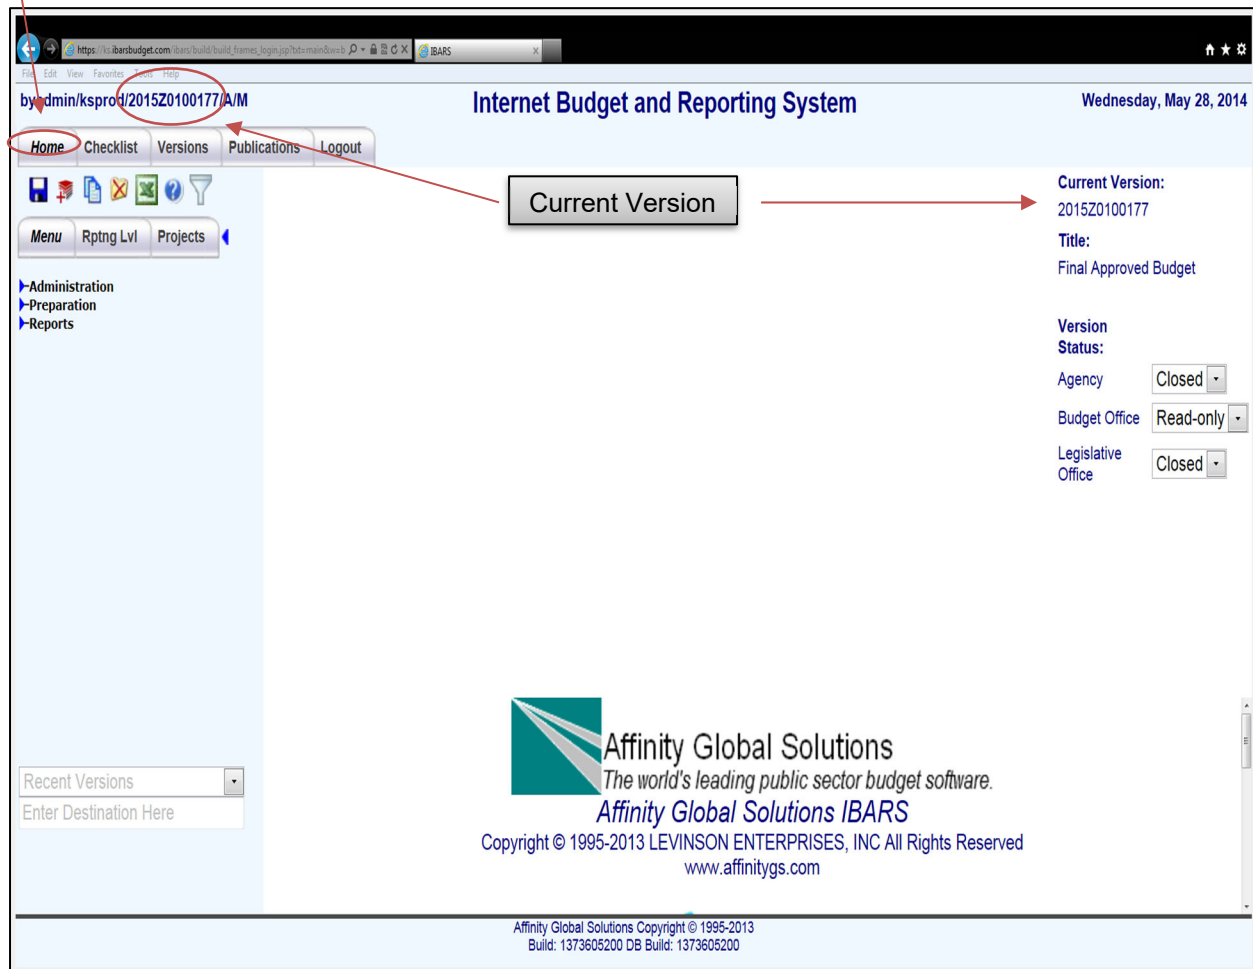 https://ks.ibarsbudget.com/ibars/build/build_frames_login.jsp?txt=main&w=b
IBARS
File Edit View Favorites Tools Help
byadmin/ksprod/2015Z0100177/A/M
Internet Budget and Reporting System
Wednesday, May 28, 2014
Home Checklist Versions Publications Logout
Current Version
Current Version:
2015Z0100177
Menu Rptng Lvl Projects
Title:
Final Approved Budget
Administration
Preparation
Reports
Version
Status:
Agency Closed
Budget Office Read-only
Legislative
Office Closed
Affinity Global Solutions
The world's leading public sector budget software.
Recent Versions
Enter Destination Here
Affinity Global Solutions IBARS
Copyright © 1995-2013 LEVINSON ENTERPRISES, INC All Rights Reserved
www.affinitygs.com
Affinity Global Solutions Copyright © 1995-2013
Build: 1373605200 DB Build: 1373605200